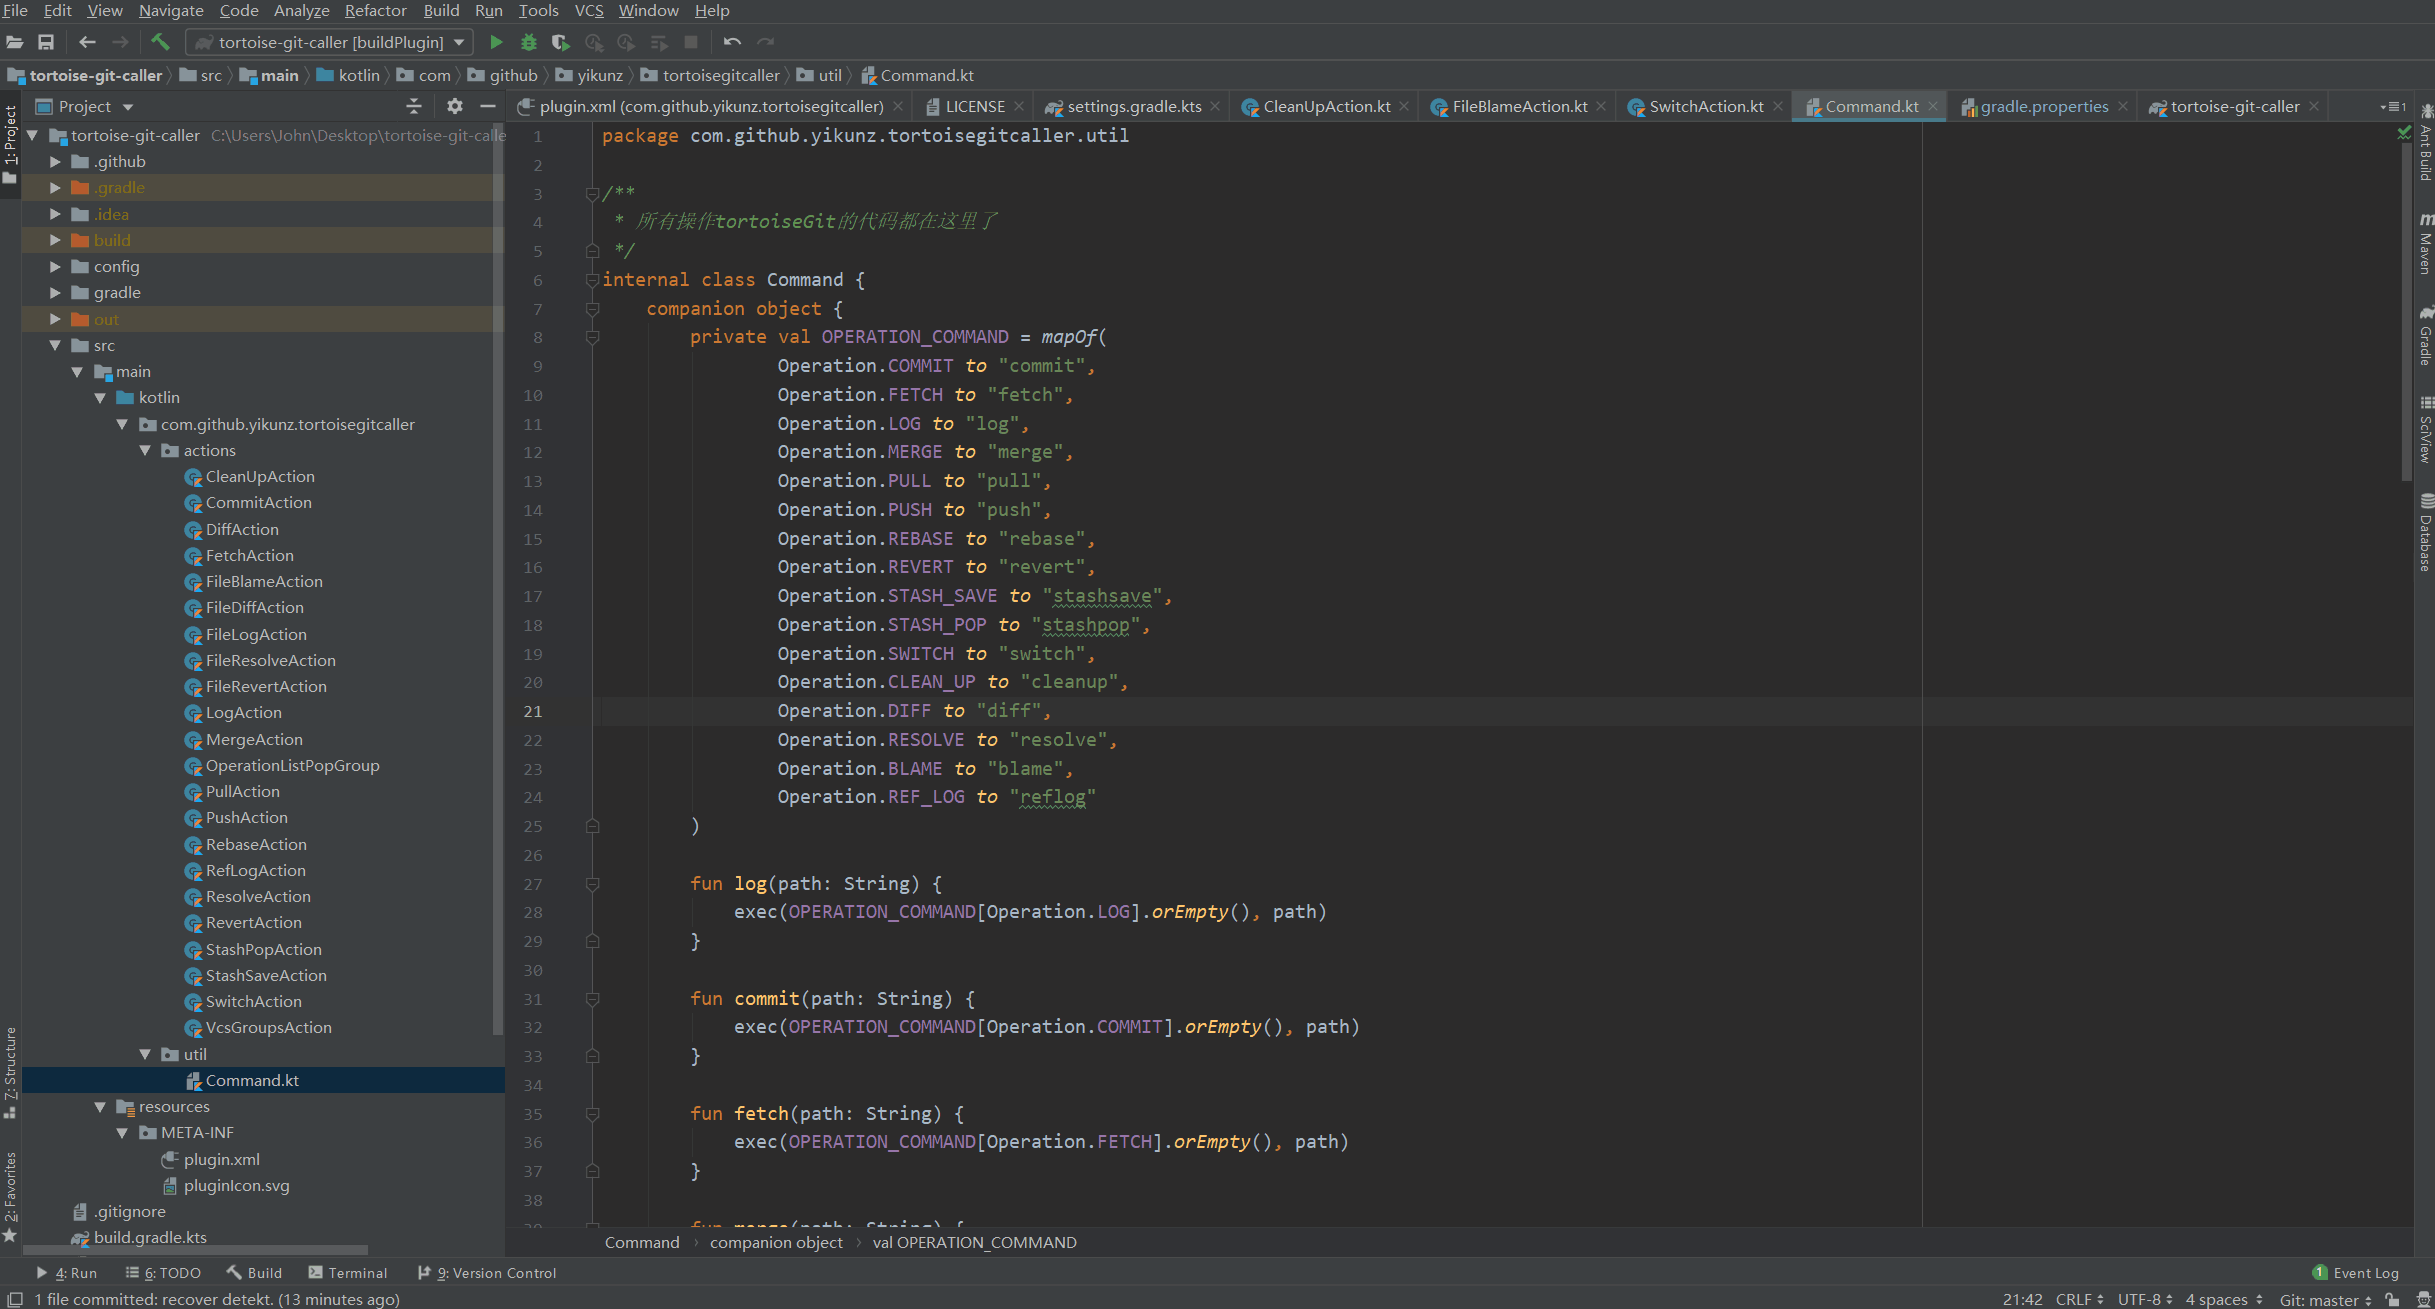 File Edit View Navigate Code Analyze Refactor Build Run Tools VCS Window Help
tortoise-git-caller [buildPlugin]
tortoise-git-caller src main kotlin com github yikunz tortoisegitcaller util Command.kt
Project
plugin.xml (com.github.yikunz.tortoisegitcaller) LICENSE settings.gradle.kts CleanUpAction.kt FileBlameAction.kt SwitchAction.kt Command.kt gradle.properties tortoise-git-caller 1
1: Project
Z: Structure
2: Favorites
tortoise-git-caller C:\Users\John\Desktop\tortoise-git-calle
.github
.gradle
.idea
build
config
gradle
out
src
main
kotlin
com.github.yikunz.tortoisegitcaller
actions
CleanUpAction
CommitAction
DiffAction
FetchAction
FileBlameAction
FileDiffAction
FileLogAction
FileResolveAction
FileRevertAction
LogAction
MergeAction
OperationListPopGroup
PullAction
PushAction
RebaseAction
RefLogAction
ResolveAction
RevertAction
StashPopAction
StashSaveAction
SwitchAction
VcsGroupsAction
util
Command.kt
resources
META-INF
plugin.xml
pluginIcon.svg
.gitignore
build.gradle.kts
1 package com.github.yikunz.tortoisegitcaller.util
2
3 /**
4 * 所有操作tortoiseGit的代码都在这里了
5 */
6 internal class Command {
7 companion object {
8 private val OPERATION_COMMAND = mapOf(
9 Operation.COMMIT to "commit",
10 Operation.FETCH to "fetch",
11 Operation.LOG to "log",
12 Operation.MERGE to "merge",
13 Operation.PULL to "pull",
14 Operation.PUSH to "push",
15 Operation.REBASE to "rebase",
16 Operation.REVERT to "revert",
17 Operation.STASH_SAVE to "stashsave",
18 Operation.STASH_POP to "stashpop",
19 Operation.SWITCH to "switch",
20 Operation.CLEAN_UP to "cleanup",
21 Operation.DIFF to "diff",
22 Operation.RESOLVE to "resolve",
23 Operation.BLAME to "blame",
24 Operation.REF_LOG to "reflog"
25 )
26
27 fun log(path: String) {
28 exec(OPERATION_COMMAND[Operation.LOG].orEmpty(), path)
29 }
30
31 fun commit(path: String) {
32 exec(OPERATION_COMMAND[Operation.COMMIT].orEmpty(), path)
33 }
34
35 fun fetch(path: String) {
36 exec(OPERATION_COMMAND[Operation.FETCH].orEmpty(), path)
37 }
38
39 fun merge(path: String) {
Command companion object val OPERATION_COMMAND
Ant Build
Maven
Gradle
SciView
Database
4: Run 6: TODO Build Terminal 9: Version Control 1 Event Log
1 file committed: recover detekt. (13 minutes ago) 21:42 CRLF UTF-8 4 spaces Git: master